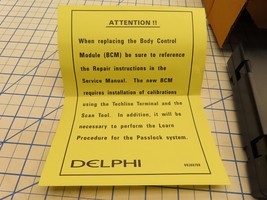 ATTENTION !!
When replacing the Body Control
Module (BCM) be sure to reference
the Repair instructions in the
Service Manual. The new BCM
requires installation of calibrations
using the Techline Terminal and the
Scan Tool. In addition, it will be
necessary to perform the Learn
Procedure for the Passlock system.
DELPHI